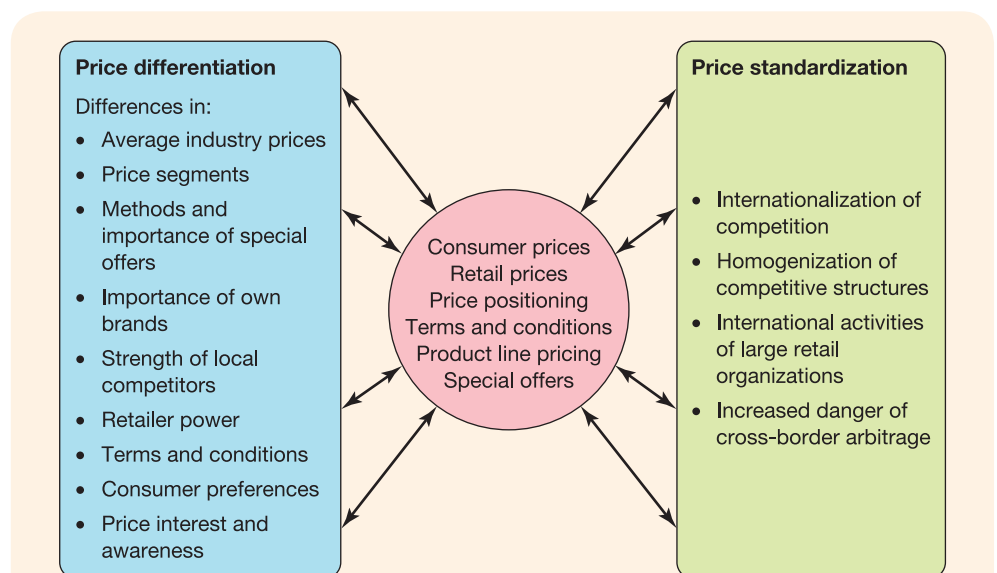 Price differentiation
Differences in:
• Average industry prices
• Price segments
• Methods and
importance of special
offers
• Importance of own
brands
• Strength of local
competitors
• Retailer power
• Terms and conditions
• Consumer preferences
• Price interest and
awareness
Consumer prices
Retail prices
Price positioning
Terms and conditions
Product line pricing
Special offers
Price standardization
• Internationalization of
competition
• Homogenization of
competitive structures
• International activities
of large retail
organizations
• Increased danger of
cross-border arbitrage